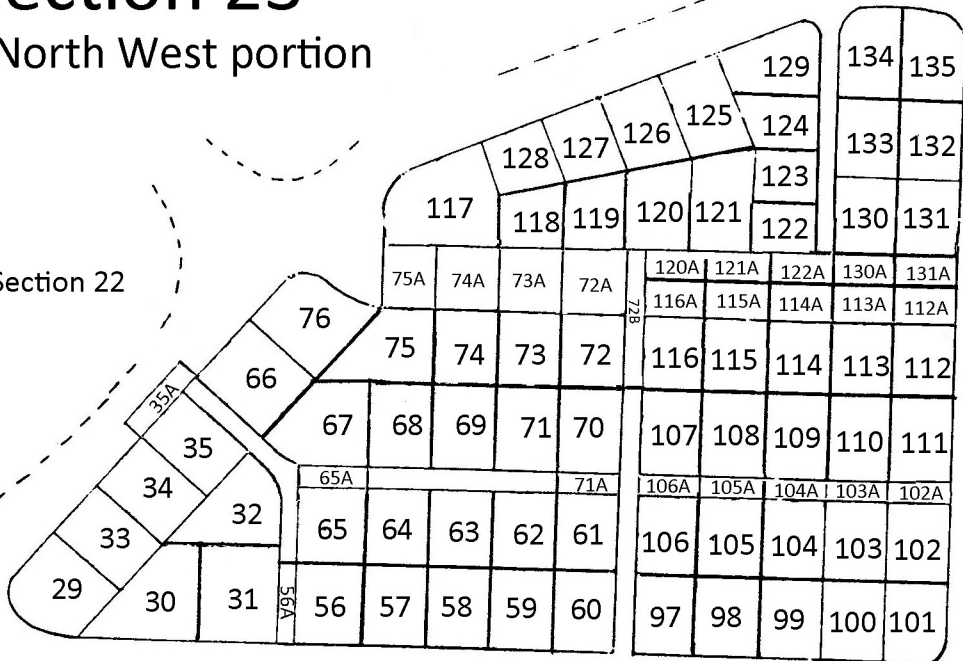 Section 23
North West portion
134 135
129
133 132
128 127 126 125 124
123
117 118 119 120 121 122 130 131
Section 22
75A 74A 73A 72A 72B 120A 121A 122A 130A 131A
116A 115A 114A 113A 112A
76
75 74 73 72 116 115 114 113 112
66
35A
67 68 69 71 70 107 108 109 110 111
35
65A 71A 106A 105A 104A 103A 102A
34
32 65 64 63 62 61 106 105 104 103 102
33
29 30 31 56A 56 57 58 59 60 97 98 99 100 101